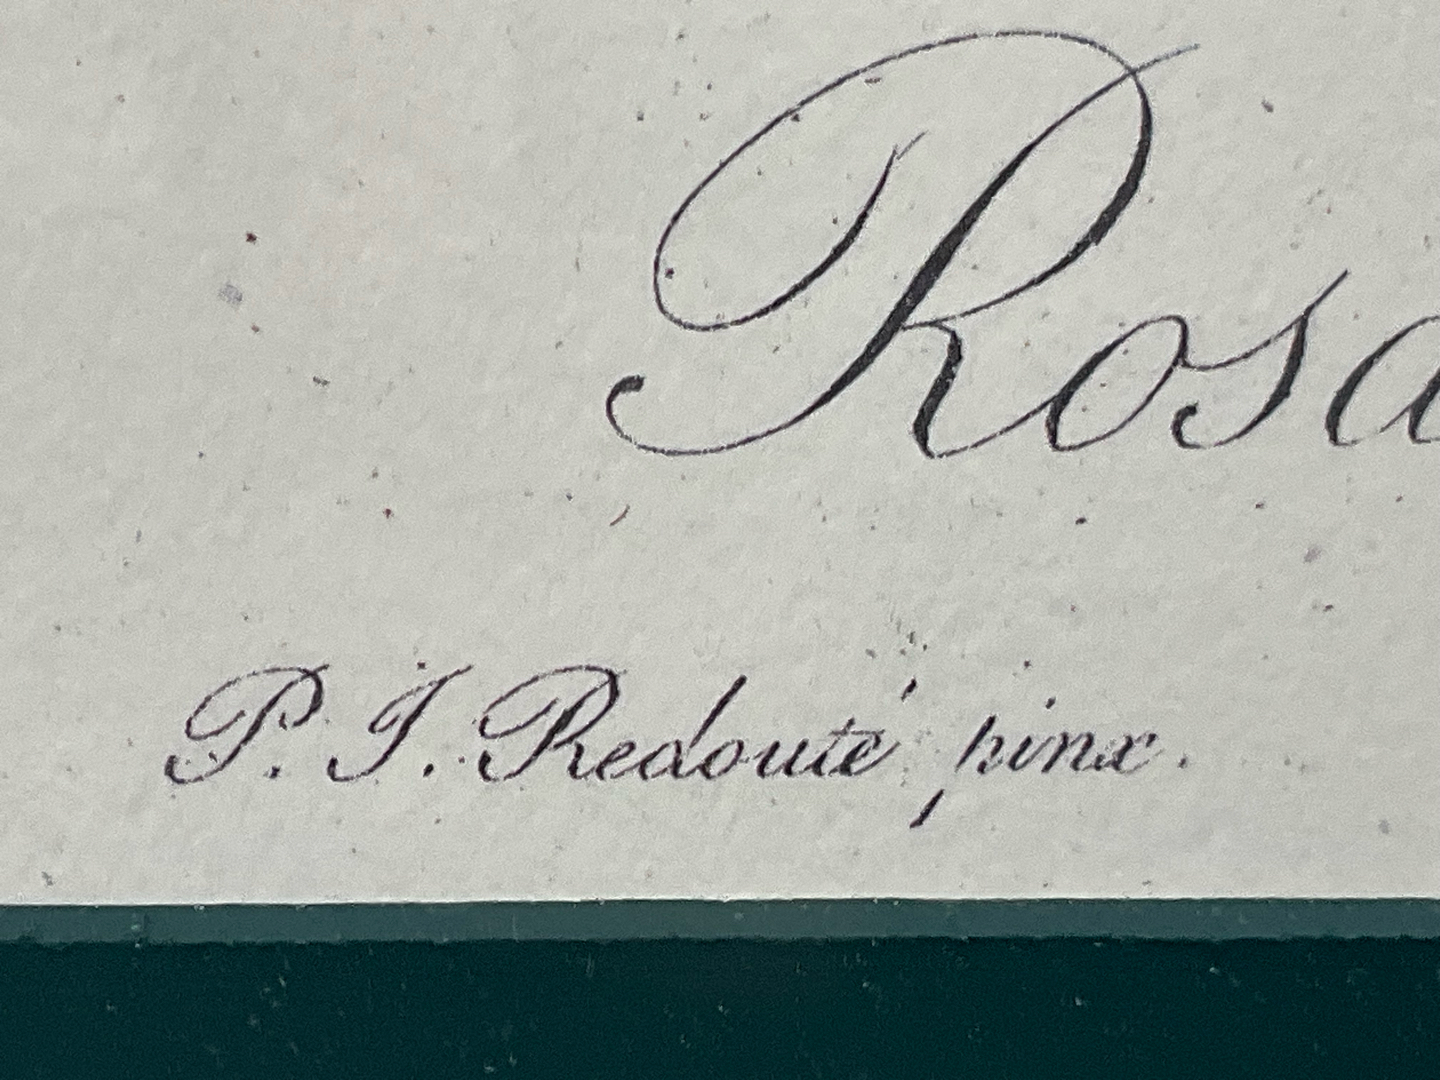 Rosa
P. J. Redouté pinx.